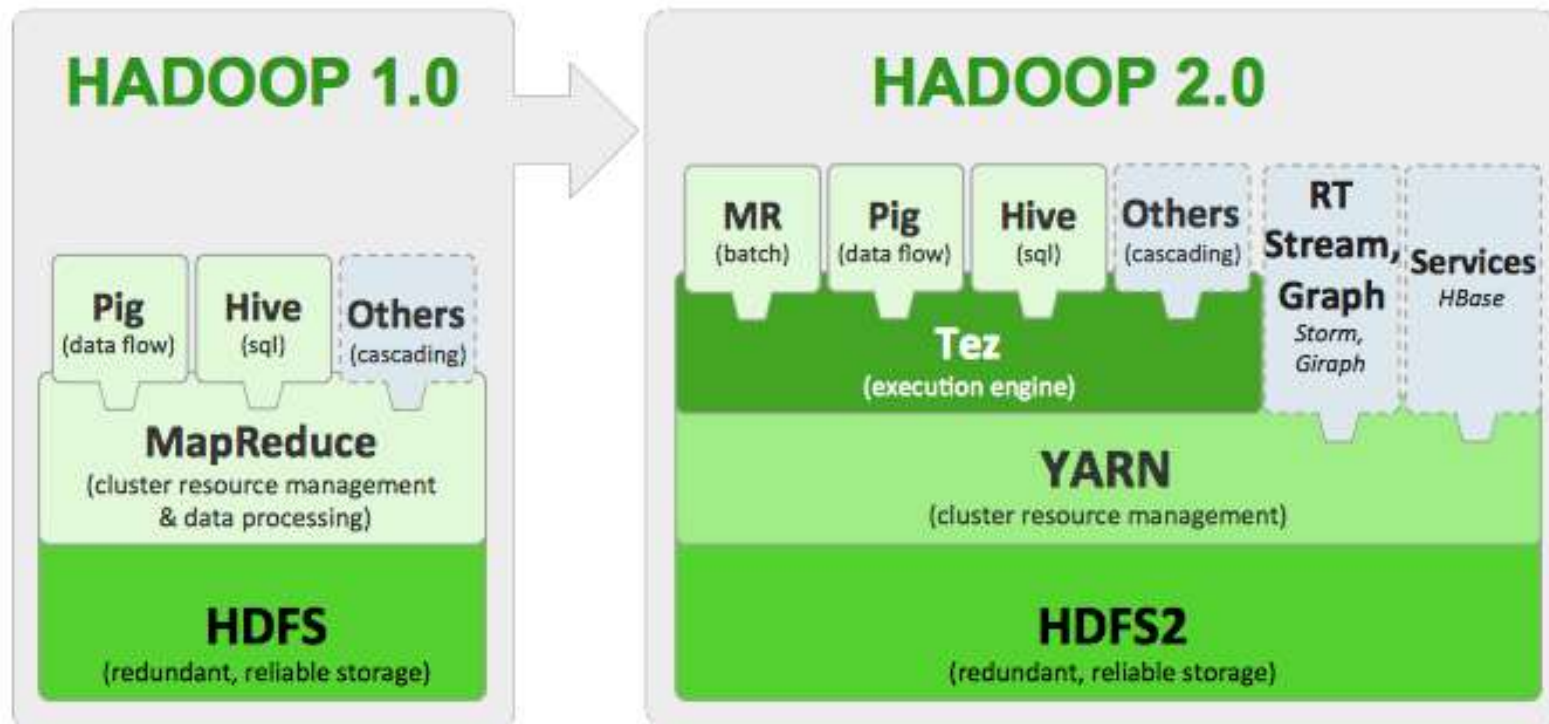 HADOOP 1.0
Pig
(data flow)
Hive
(sql)
Others
(cascading)
MapReduce
(cluster resource management
& data processing)
HDFS
(redundant, reliable storage)
HADOOP 2.0
MR
(batch)
Pig
(data flow)
Hive
(sql)
Others
(cascading)
RT
Stream,
Graph
Storm,
Giraph
Services
HBase
Tez
(execution engine)
YARN
(cluster resource management)
HDFS2
(redundant, reliable storage)